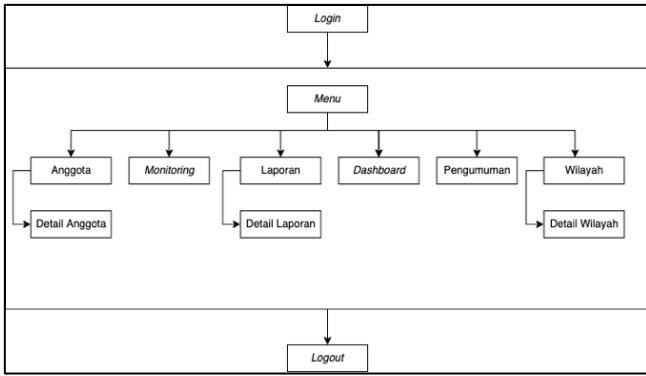 Login
Menu
Anggota
Monitoring
Laporan
Dashboard
Pengumuman
Wilayah
Detail Anggota
Detail Laporan
Detail Wilayah
Logout